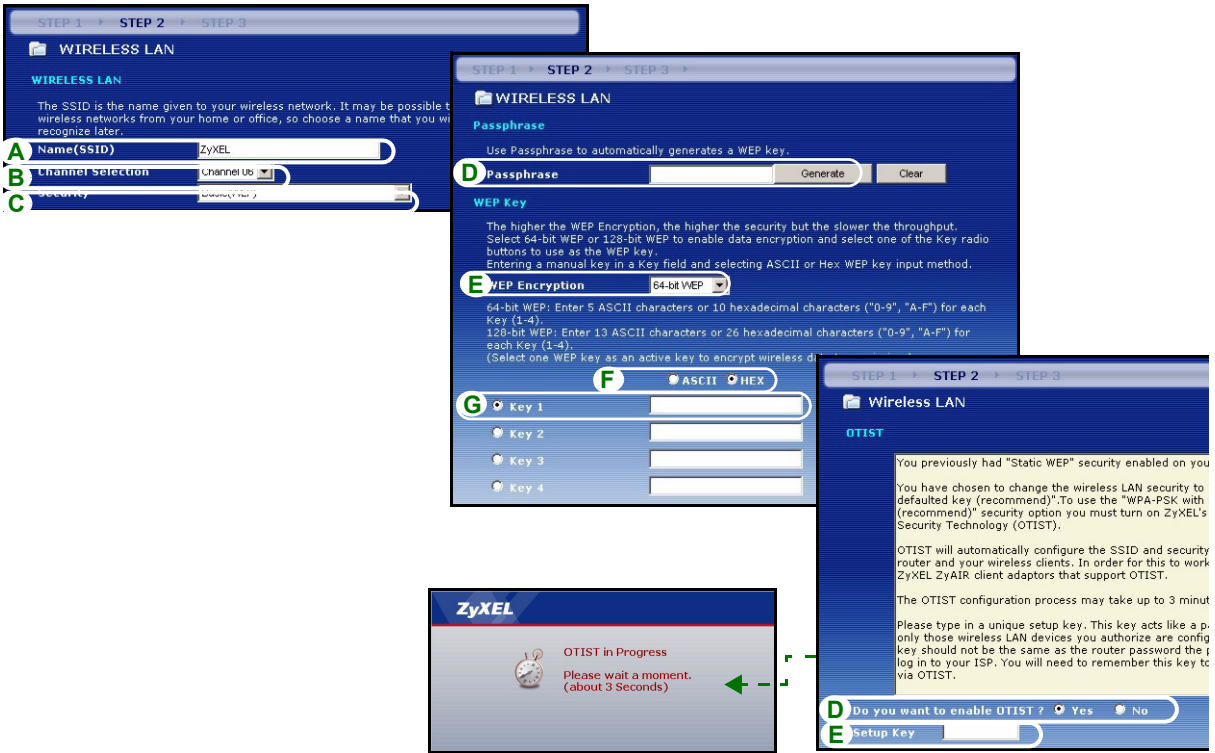 STEP 1 STEP 2 STEP 3
WIRELESS LAN
WIRELESS LAN
The SSID is the name given to your wireless network. It may be possible t
wireless networks from your home or office, so choose a name that you wi
recognize later.
A Name(SSID) ZyXEL
B Channel Selection Channel 06
C Security Basic(WEP)
STEP 1 STEP 2 STEP 3
WIRELESS LAN
Passphrase
Use Passphrase to automatically generates a WEP key.
D Passphrase Generate Clear
WEP Key
The higher the WEP Encryption, the higher the security but the slower the throughput.
Select 64-bit WEP or 128-bit WEP to enable data encryption and select one of the Key radio
buttons to use as the WEP key.
Entering a manual key in a Key field and selecting ASCII or Hex WEP key input method.
E WEP Encryption 64-bit WEP
64-bit WEP: Enter 5 ASCII characters or 10 hexadecimal characters ("0-9", "A-F") for each
Key (1-4).
128-bit WEP: Enter 13 ASCII characters or 26 hexadecimal characters ("0-9", "A-F") for
each Key (1-4).
(Select one WEP key as an active key to encrypt wireless
F ASCII HEX
G Key 1
Key 2
Key 3
Key 4
STEP 1 STEP 2 STEP 3
Wireless LAN
OTIST
You previously had "Static WEP" security enabled on you
You have chosen to change the wireless LAN security to
defaulted key (recommend)".To use the "WPA-PSK with
(recommend)" security option you must turn on ZyXEL's
Security Technology (OTIST).
OTIST will automatically configure the SSID and security
router and your wireless clients. In order for this to work
ZyXEL ZyAIR client adaptors that support OTIST.
The OTIST configuration process may take up to 3 minut
Please type in a unique setup key. This key acts like a p
only those wireless LAN devices you authorize are config
key should not be the same as the router password the p
log in to your ISP. You will need to remember this key to
via OTIST.
D Do you want to enable OTIST ? Yes No
E Setup Key
ZyXEL
OTIST in Progress
Please wait a moment.
(about 3 Seconds)